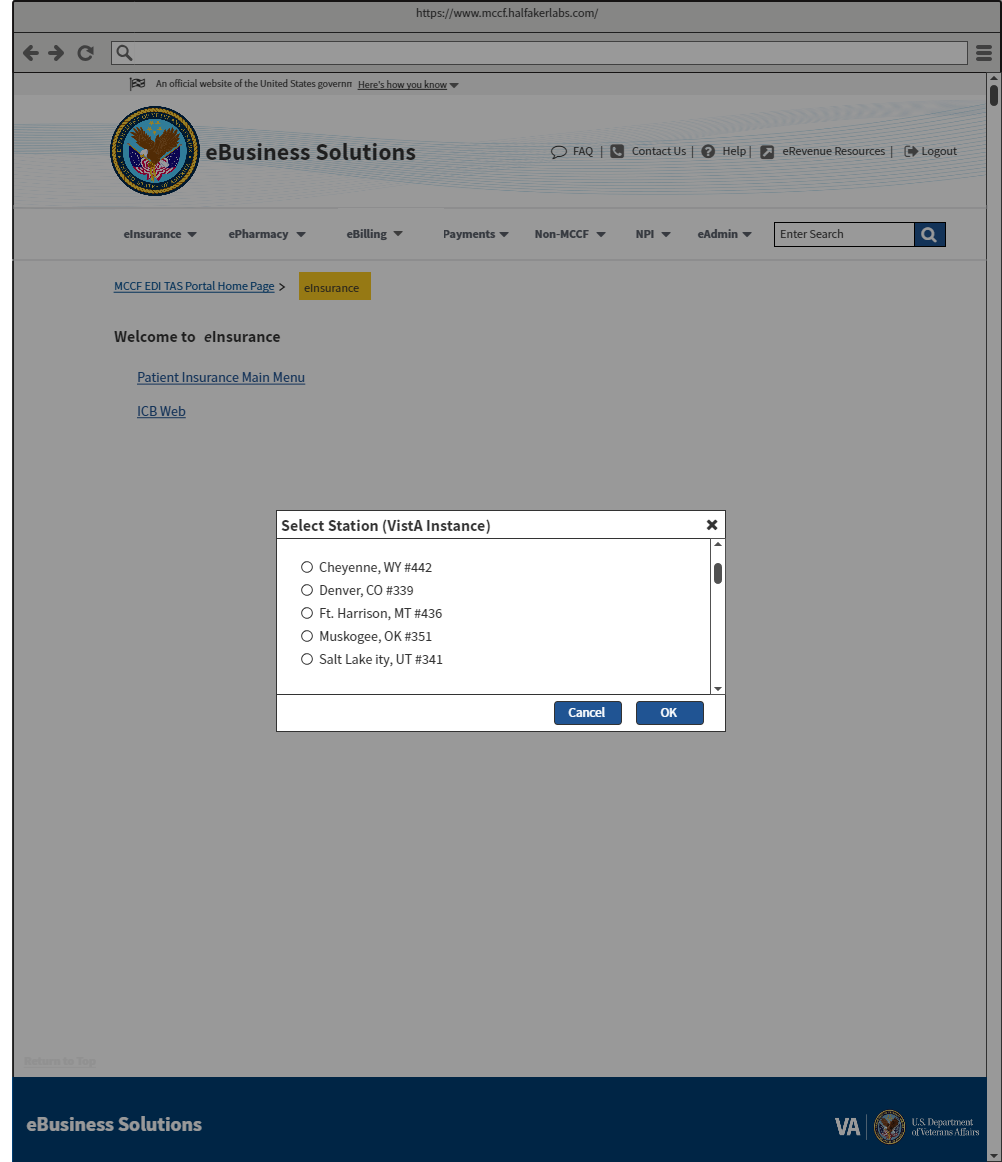 https://www.mccf.halfakerlabs.com/
An official website of the United States governm Here's how you know
eBusiness Solutions
FAQ | Contact Us | Help | eRevenue Resources | Logout
eInsurance ePharmacy eBilling Payments Non-MCCF NPI eAdmin Enter Search
MCCF EDI TAS Portal Home Page > eInsurance
Welcome to eInsurance
Patient Insurance Main Menu
ICB Web
Select Station (VistA Instance)
Cheyenne, WY #442
Denver, CO #339
Ft. Harrison, MT #436
Muskogee, OK #351
Salt Lake ity, UT #341
Cancel OK
Return to Top
eBusiness Solutions
VA
U.S. Department
of Veterans Affairs